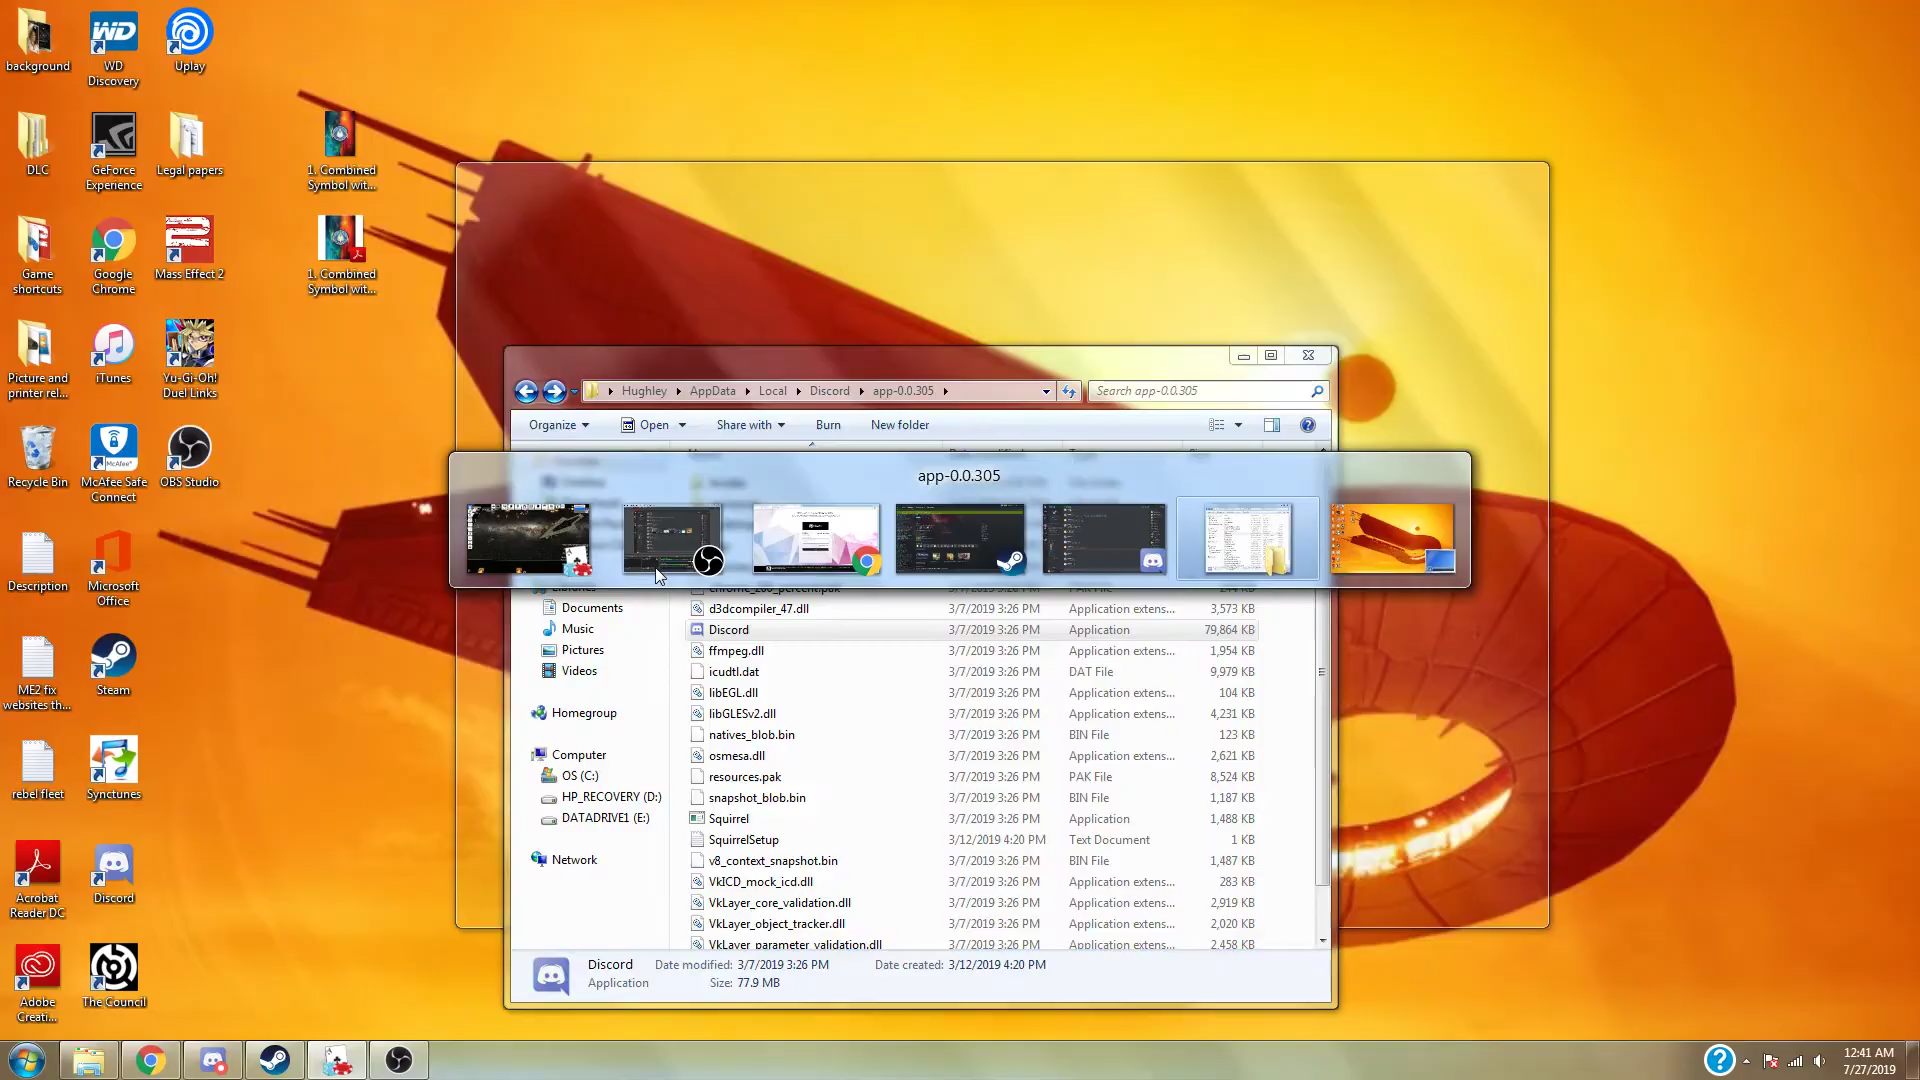 background
WD
Discovery
Uplay
DLC
GeForce
Experience
Legal papers
1. Combined
Symbol wit...
Game
shortcuts
Google
Chrome
Mass Effect 2
1. Combined
Symbol wit...
Picture and
printer rel...
iTunes
Yu-Gi-Oh!
Duel Links
Recycle Bin
McAfee Safe
Connect
OBS Studio
Description
Microsoft
Office
ME2 fix
websites th...
Steam
rebel fleet
Synctunes
Acrobat
Reader DC
Discord
Adobe
Creati...
The Council
Hughley AppData Local Discord app-0.0.305
Search app-0.0.305
Organize Open Share with Burn New folder
app-0.0.305
Documents
Music
Pictures
Videos
Homegroup
Computer
OS (C:)
HP_RECOVERY (D:)
DATADRIVE1 (E:)
Network
d3dcompiler_47.dll 3/7/2019 3:26 PM Application extens... 3,573 KB
Discord 3/7/2019 3:26 PM Application 79,864 KB
ffmpeg.dll 3/7/2019 3:26 PM Application extens... 1,954 KB
icudtl.dat 3/7/2019 3:26 PM DAT File 9,979 KB
libEGL.dll 3/7/2019 3:26 PM Application extens... 104 KB
libGLESv2.dll 3/7/2019 3:26 PM Application extens... 4,231 KB
natives_blob.bin 3/7/2019 3:26 PM BIN File 123 KB
osmesa.dll 3/7/2019 3:26 PM Application extens... 2,621 KB
resources.pak 3/7/2019 3:26 PM PAK File 8,524 KB
snapshot_blob.bin 3/7/2019 3:26 PM BIN File 1,187 KB
Squirrel 3/7/2019 3:26 PM Application 1,488 KB
SquirrelSetup 3/12/2019 4:20 PM Text Document 1 KB
v8_context_snapshot.bin 3/7/2019 3:26 PM BIN File 1,487 KB
VkICD_mock_icd.dll 3/7/2019 3:26 PM Application extens... 283 KB
VkLayer_core_validation.dll 3/7/2019 3:26 PM Application extens... 2,919 KB
VkLayer_object_tracker.dll 3/7/2019 3:26 PM Application extens... 2,020 KB
VkLayer_parameter_validation.dll 3/7/2019 3:26 PM Application extens... 2,458 KB
Discord Date modified: 3/7/2019 3:26 PM Date created: 3/12/2019 4:20 PM
Application Size: 77.9 MB
12:41 AM
7/27/2019